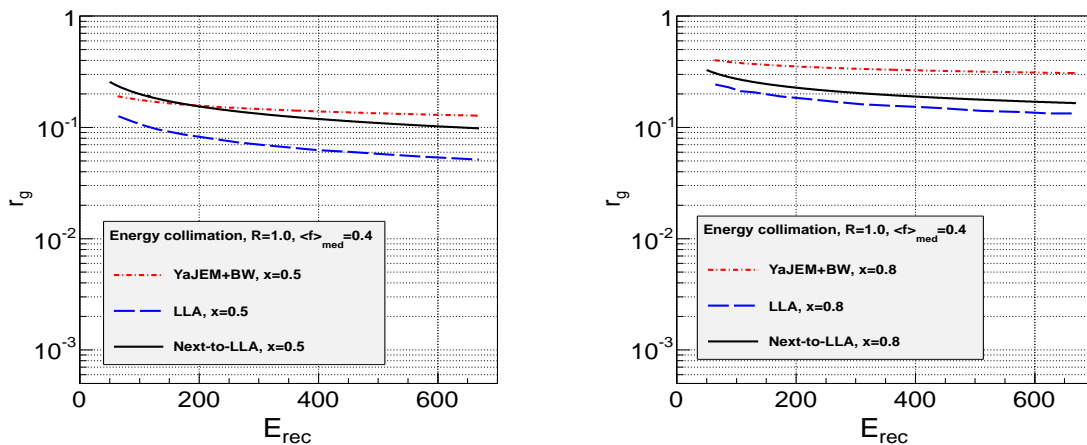 1
10⁻¹
10⁻²
10⁻³
r_g
Energy collimation, R=1.0, <f>_med=0.4
YaJEM+BW, x=0.5
LLA, x=0.5
Next-to-LLA, x=0.5
0 200 400 600
E_rec
1
10⁻¹
10⁻²
10⁻³
r_g
Energy collimation, R=1.0, <f>_med=0.4
YaJEM+BW, x=0.8
LLA, x=0.8
Next-to-LLA, x=0.8
0 200 400 600
E_rec